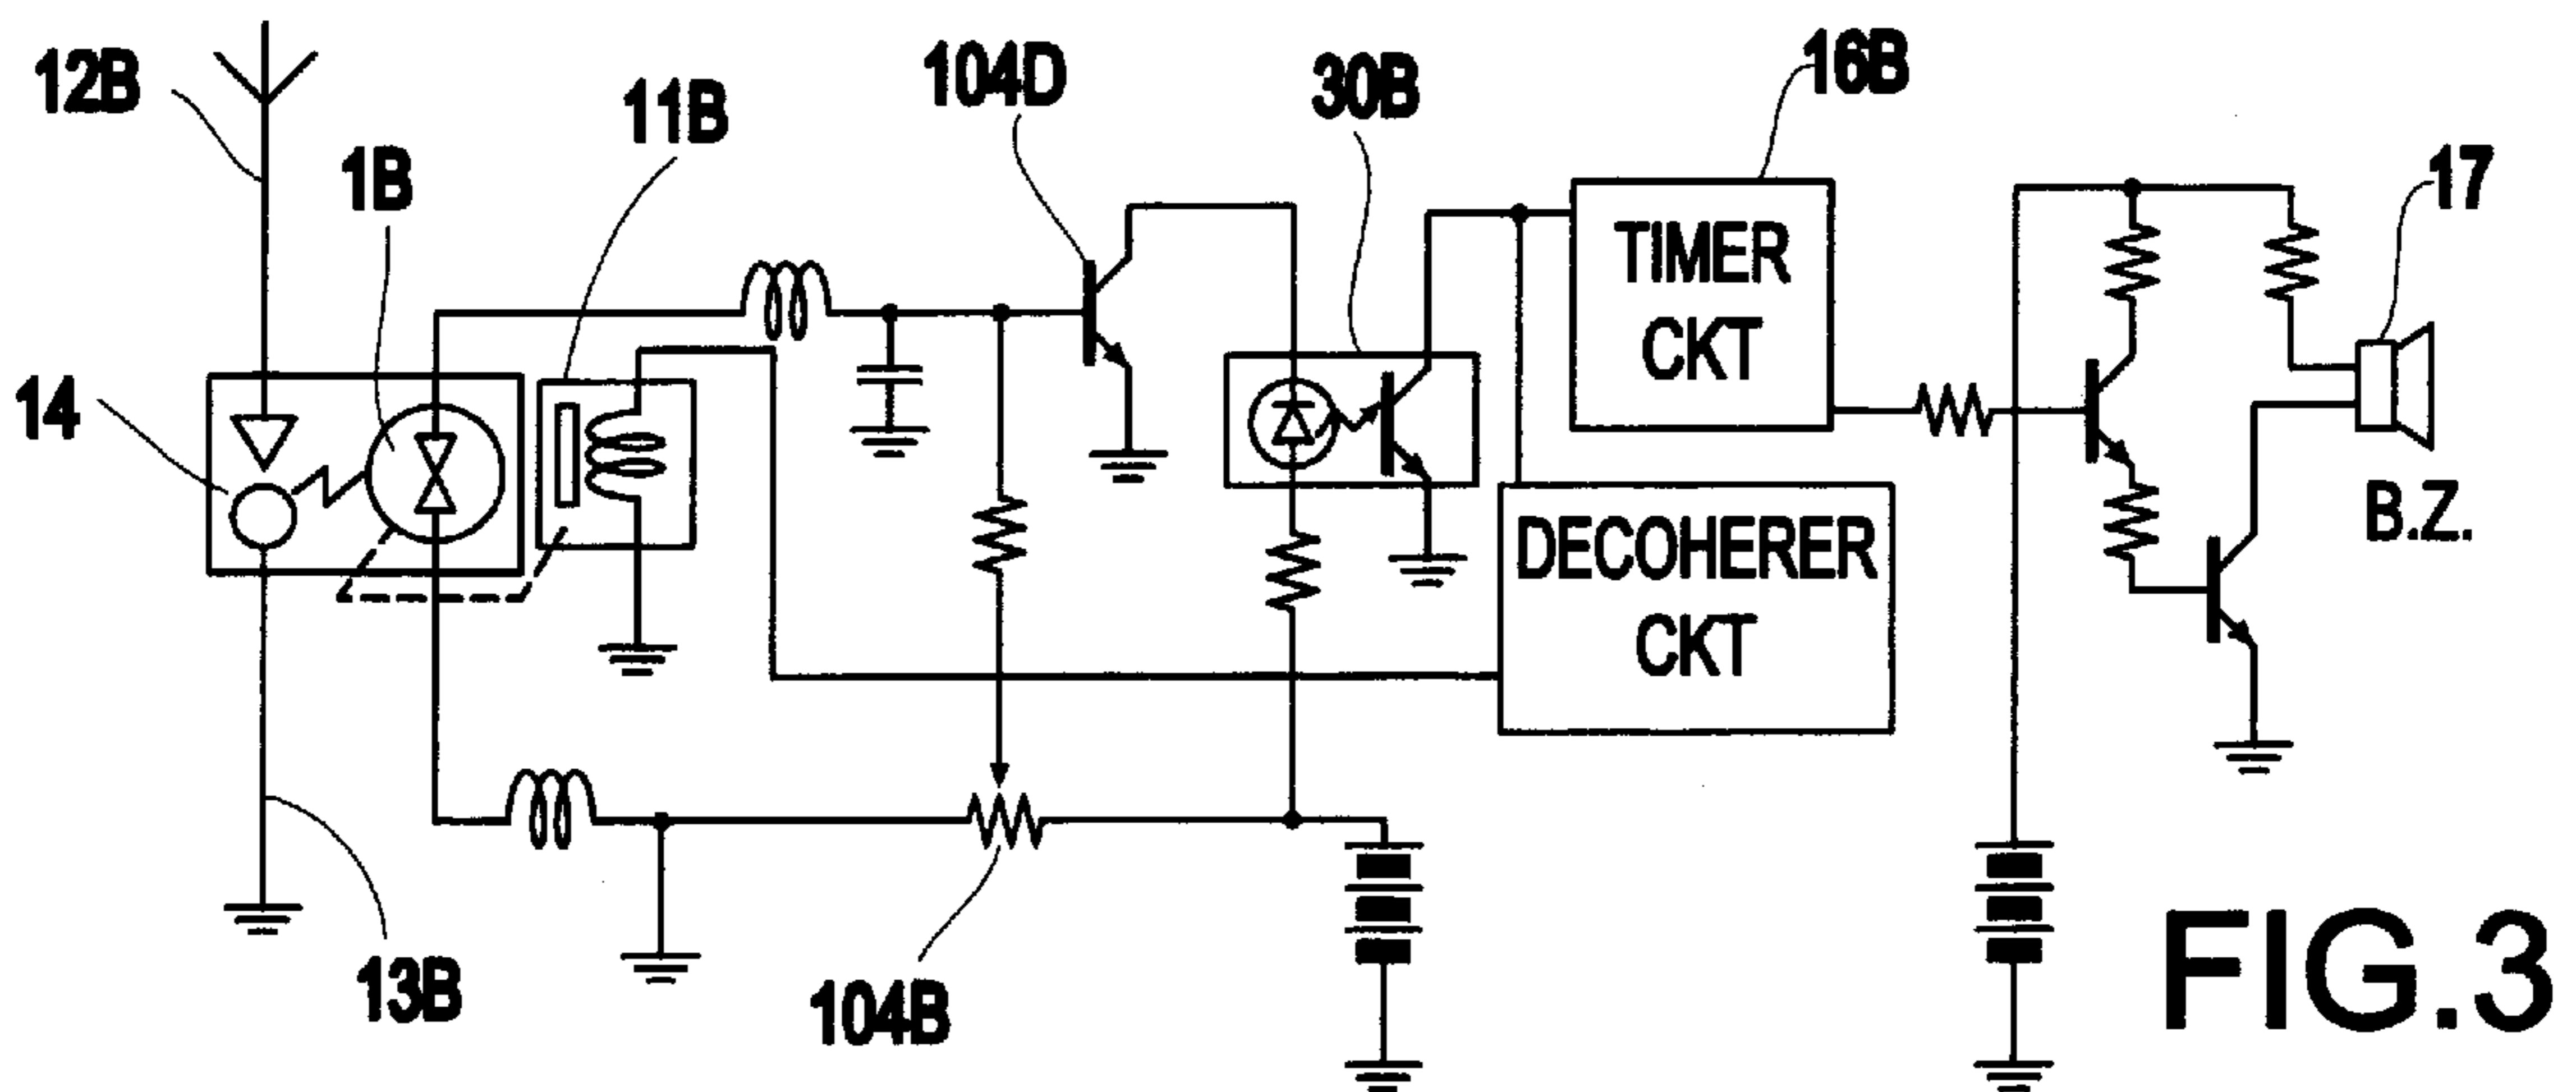 12B
1B
14
11B
104D
30B
16B
17
TIMER
CKT
DECOHERER
CKT
B.Z.
13B
104B
FIG.3